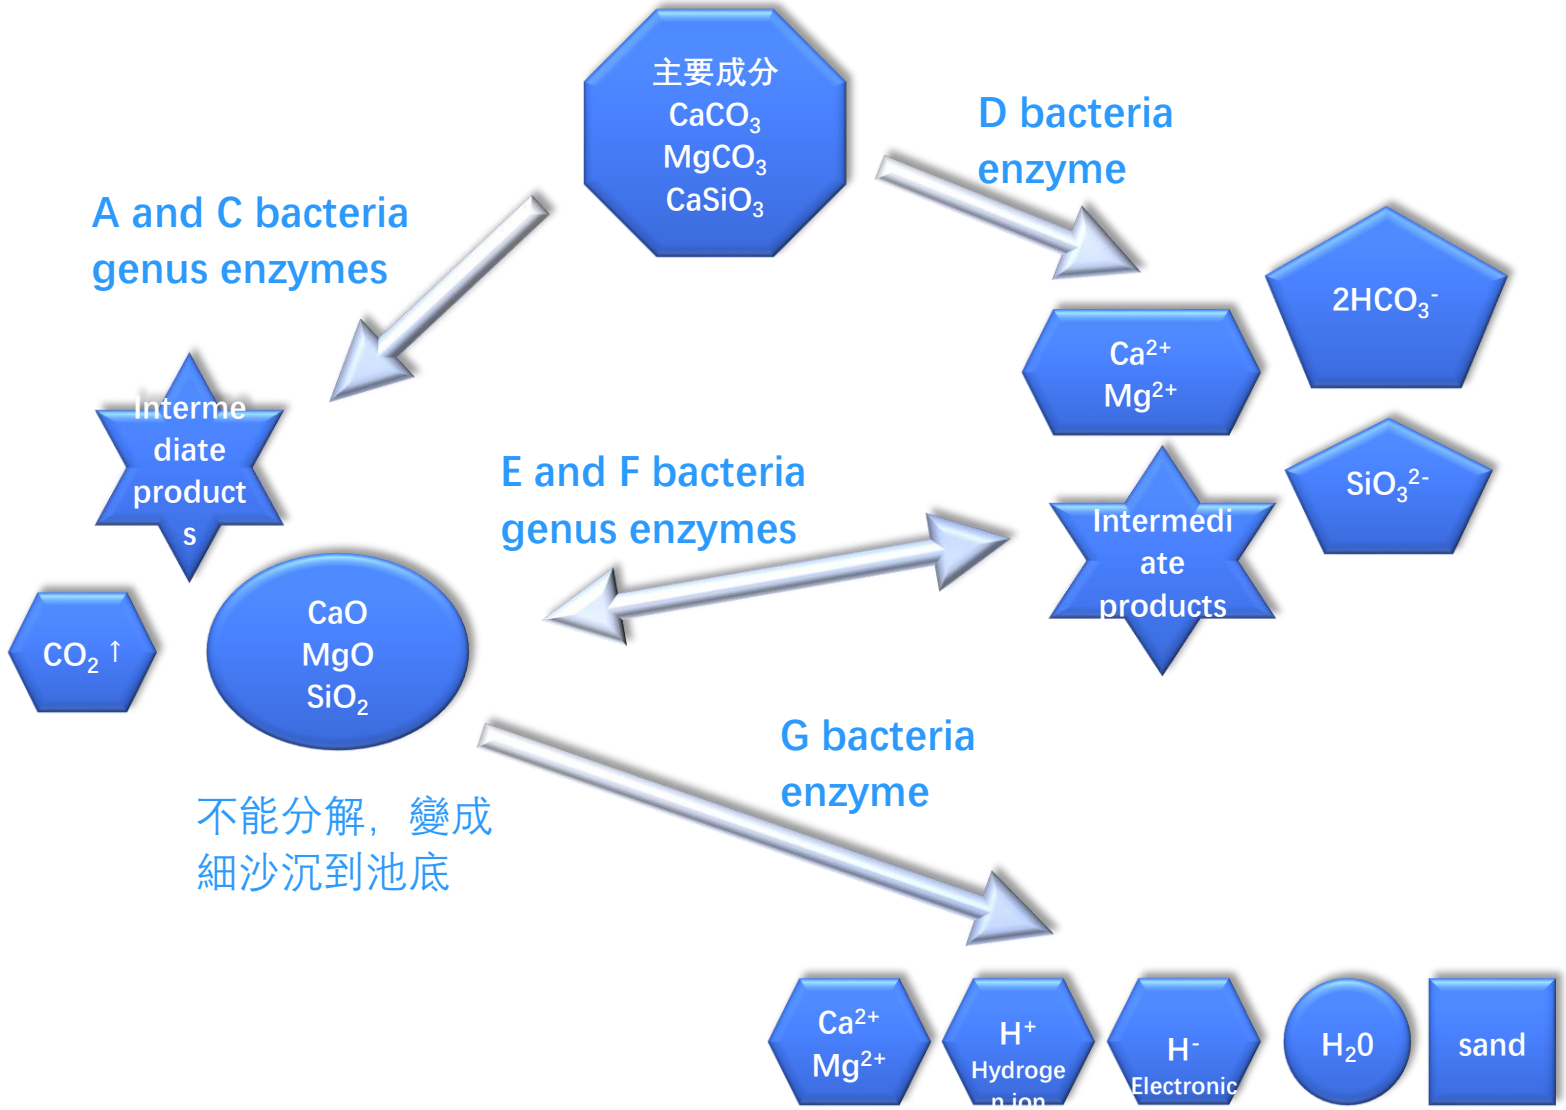 主要成分
CaCO₃
MgCO₃
CaSiO₃
D bacteria
enzyme
A and C bacteria
genus enzymes
2HCO₃⁻
Ca²⁺
Mg²⁺
Interme
diate
product
s
E and F bacteria
genus enzymes
SiO₃²⁻
Intermedi
ate
products
CO₂ ↑
CaO
MgO
SiO₂
G bacteria
enzyme
不能分解，變成
細沙沉到池底
Ca²⁺
Mg²⁺
H⁺
Hydroge
n ion
H⁻
Electronic
H₂0
sand